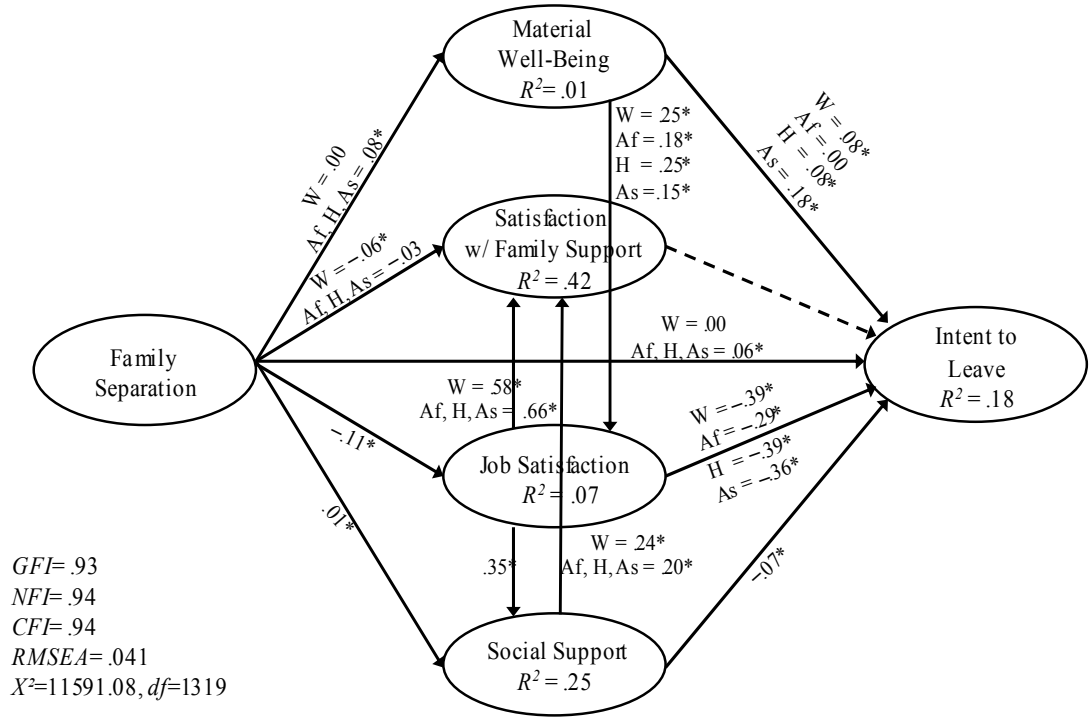 Material
Well-Being
R²= .01
W = .00
Af, H, As = .08*
W = .25*
Af = .18*
H = .25*
As = .15*
W = .08*
Af = .00
H = .08*
As = .18*
Satisfaction
w/ Family Support
R² = .42
W = −.06*
Af, H, As = −.03
Family
Separation
W = .00
Af, H, As = .06*
Intent to
Leave
R² = .18
W = .58*
Af, H, As = .66*
−.11*
Job Satisfaction
R² = .07
W = −.39*
Af = −.29*
H = −.39*
As = −.36*
.01*
.35*
W = .24*
Af, H, As = .20*
−.07*
Social Support
R² = .25
GFI= .93
NFI= .94
CFI= .94
RMSEA= .041
X²=11591.08, df=1319